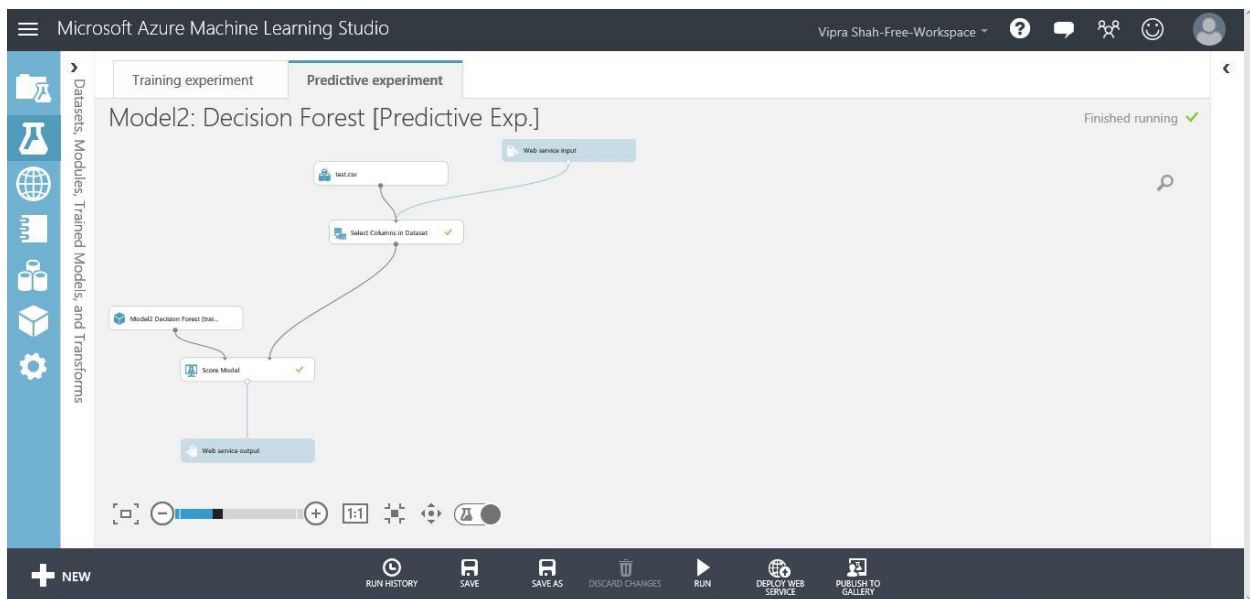 Microsoft Azure Machine Learning Studio
Vipra Shah-Free-Workspace
Datasets, Modules, Trained Models, and Transforms
Training experiment
Predictive experiment
Model2: Decision Forest [Predictive Exp.]
Finished running
Web service input
test.csv
Select Columns in Dataset
Model2 Decision Forest [trai...
Score Model
Web service output
1:1
NEW
RUN HISTORY
SAVE
SAVE AS
DISCARD CHANGES
RUN
DEPLOY WEB
SERVICE
PUBLISH TO
GALLERY